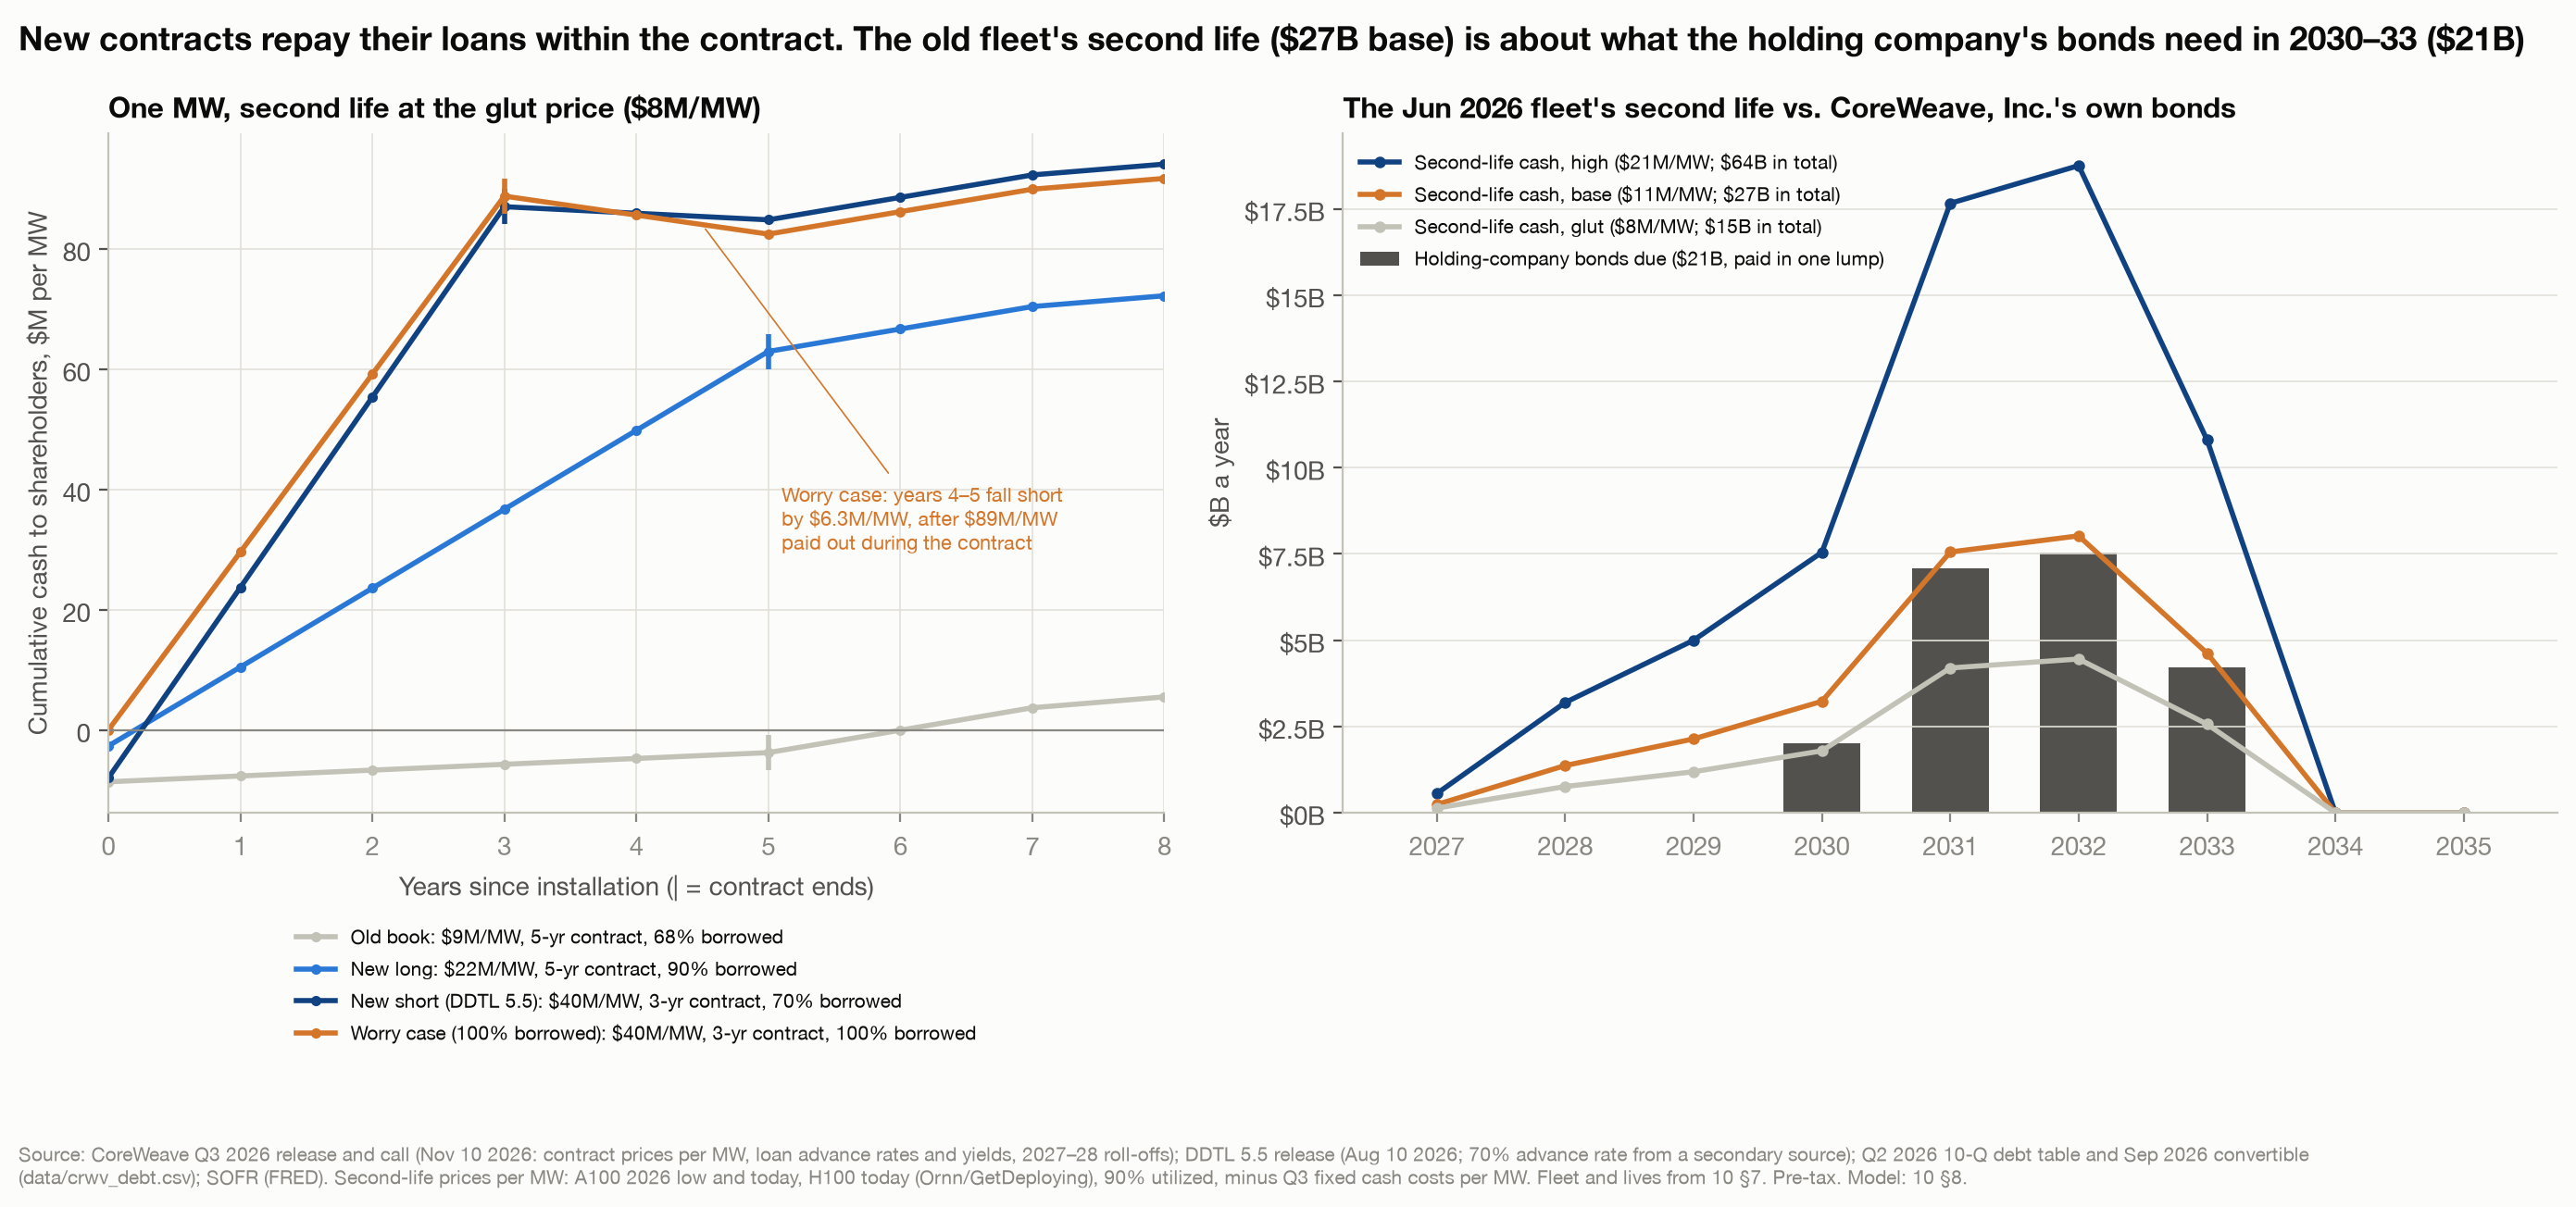 New contracts repay their loans within the contract. The old fleet's second life ($27B base) is about what the holding company's bonds need in 2030–33 ($21B)
One MW, second life at the glut price ($8M/MW)
Cumulative cash to shareholders, $M per MW
80
60
40
20
0
Worry case: years 4–5 fall short
by $6.3M/MW, after $89M/MW
paid out during the contract
0 1 2 3 4 5 6 7 8
Years since installation (| = contract ends)
Old book: $9M/MW, 5-yr contract, 68% borrowed
New long: $22M/MW, 5-yr contract, 90% borrowed
New short (DDTL 5.5): $40M/MW, 3-yr contract, 70% borrowed
Worry case (100% borrowed): $40M/MW, 3-yr contract, 100% borrowed
The Jun 2026 fleet's second life vs. CoreWeave, Inc.'s own bonds
Second-life cash, high ($21M/MW; $64B in total)
Second-life cash, base ($11M/MW; $27B in total)
Second-life cash, glut ($8M/MW; $15B in total)
Holding-company bonds due ($21B, paid in one lump)
$B a year
$17.5B
$15B
$12.5B
$10B
$7.5B
$5B
$2.5B
$0B
2027 2028 2029 2030 2031 2032 2033 2034 2035
Source: CoreWeave Q3 2026 release and call (Nov 10 2026: contract prices per MW, loan advance rates and yields, 2027–28 roll-offs); DDTL 5.5 release (Aug 10 2026; 70% advance rate from a secondary source); Q2 2026 10-Q debt table and Sep 2026 convertible
(data/crwv_debt.csv); SOFR (FRED). Second-life prices per MW: A100 2026 low and today, H100 today (Ornn/GetDeploying), 90% utilized, minus Q3 fixed cash costs per MW. Fleet and lives from 10 §7. Pre-tax. Model: 10 §8.